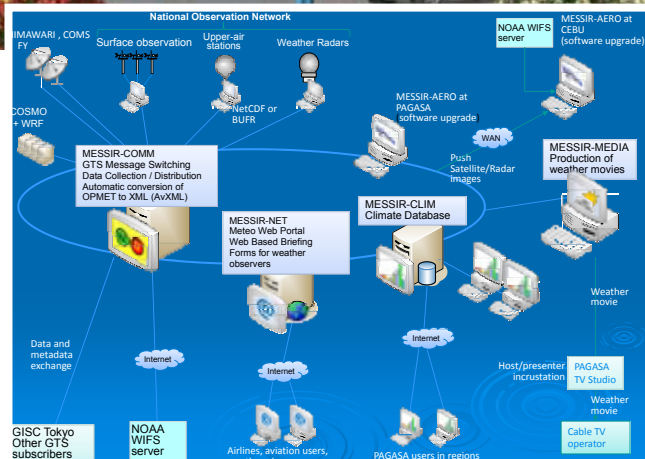 National Observation Network
IMAWARI , COMS
FY
Surface observation
Upper-air
stations
Weather Radars
NOAA WIFS
server
MESSIR-AERO at
CEBU
(software upgrade)
NetCDF or
BUFR
MESSIR-AERO at
PAGASA
(software upgrade)
WAN
COSMO
+ WRF
MESSIR-COMM
GTS Message Switching
Data Collection / Distribution
Automatic conversion of
OPMET to XML (AvXML)
Push
Satellite/Radar
images
MESSIR-MEDIA
Production of
weather movies
MESSIR-NET
Meteo Web Portal
Web Based Briefing
Forms for weather
observers
MESSIR-CLIM
Climate Database
Weather
movie
Data and
metadata
exchange
Internet
Internet
Internet
Host/presenter
incrustation
PAGASA
TV Studio
Weather
movie
GISC Tokyo
Other GTS
subscribers
NOAA
WIFS
server
Airlines, aviation users,
PAGASA users in regions
Cable TV
operator